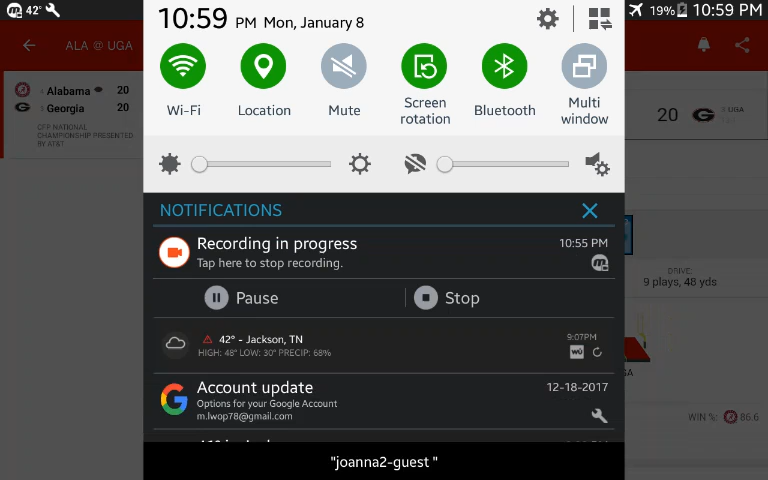 42°
19%
10:59 PM
10:59 PM Mon, January 8
Wi-Fi
Location
Mute
Screen rotation
Bluetooth
Multi window
NOTIFICATIONS
Recording in progress
10:55 PM
Tap here to stop recording.
Pause
Stop
42° - Jackson, TN
9:07PM
HIGH: 48° LOW: 30° PRECIP: 68%
wu
Account update
12-18-2017
Options for your Google Account
m.lwop78@gmail.com
"joanna2-guest "
ALA @ UGA
Alabama 20
Georgia 20
CFP NATIONAL
CHAMPIONSHIP PRESENTED
BY AT&T
20
UGA
DRIVE:
9 plays, 48 yds
GA
WIN %:
86.6